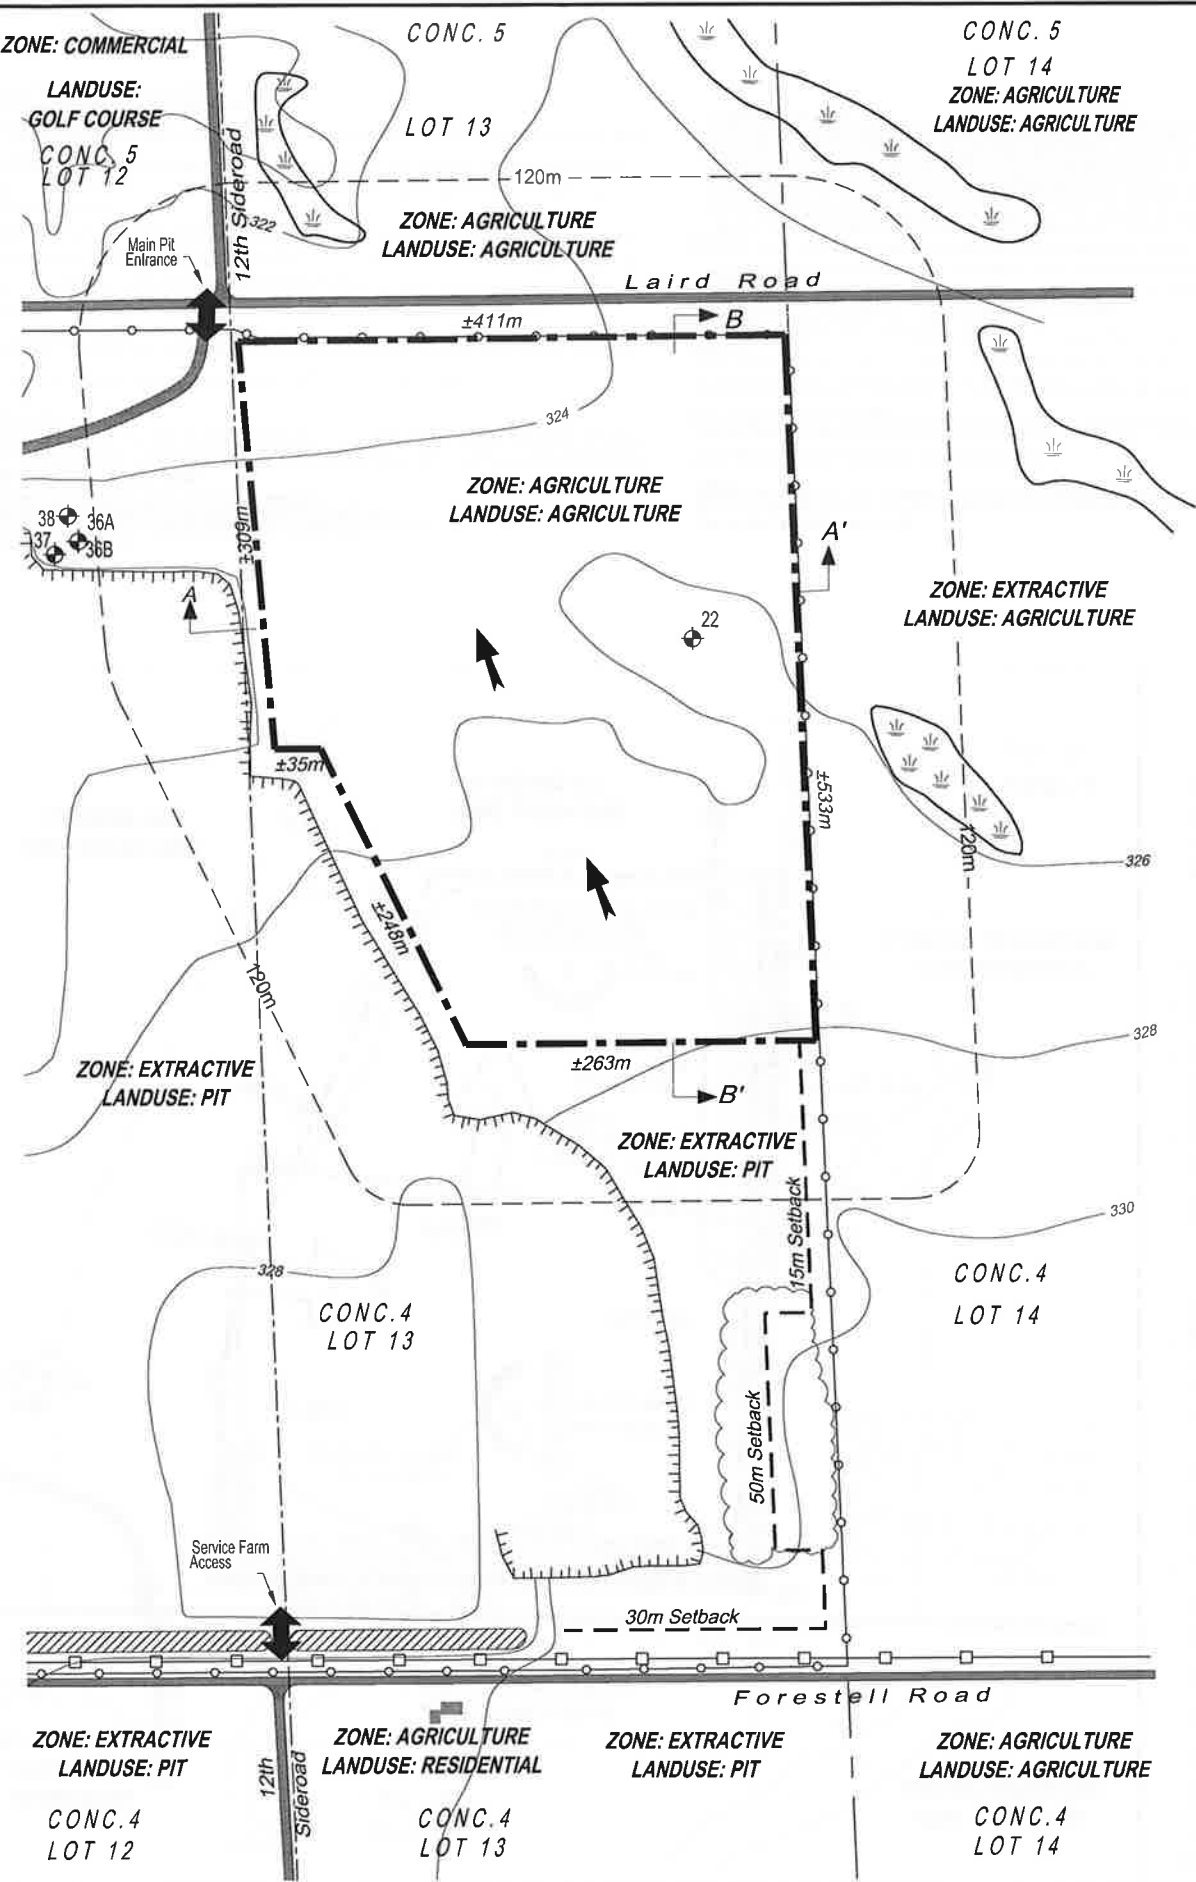 ZONE: COMMERCIAL
LANDUSE:
GOLF COURSE
CONC. 5
LOT 12
CONC. 5
LOT 13
CONC. 5
LOT 14
ZONE: AGRICULTURE
LANDUSE: AGRICULTURE
12th Sideroad
120m
322
ZONE: AGRICULTURE
LANDUSE: AGRICULTURE
Main Pit
Entrance
Laird Road
±411m
B
324
ZONE: AGRICULTURE
LANDUSE: AGRICULTURE
±309m
38
36A
37
36B
A
A'
ZONE: EXTRACTIVE
LANDUSE: AGRICULTURE
22
±35m
±533m
120m
326
±248m
120m
328
±263m
B'
ZONE: EXTRACTIVE
LANDUSE: PIT
ZONE: EXTRACTIVE
LANDUSE: PIT
15m Setback
330
328
CONC.4
LOT 13
CONC.4
LOT 14
50m Setback
Service Farm
Access
30m Setback
Forestell Road
ZONE: EXTRACTIVE
LANDUSE: PIT
ZONE: AGRICULTURE
LANDUSE: RESIDENTIAL
ZONE: EXTRACTIVE
LANDUSE: PIT
ZONE: AGRICULTURE
LANDUSE: AGRICULTURE
12th
Sideroad
CONC.4
LOT 12
CONC.4
LOT 13
CONC.4
LOT 14